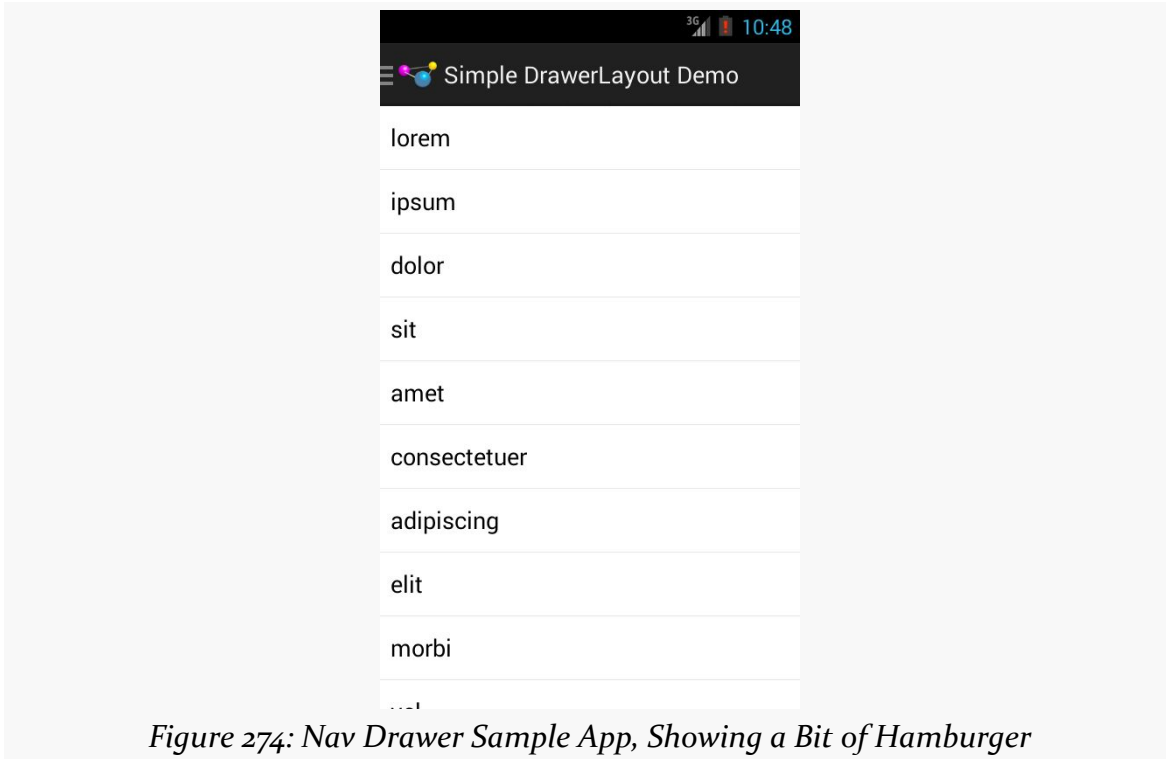 3G 10:48
Simple DrawerLayout Demo
lorem
ipsum
dolor
sit
amet
consectetuer
adipiscing
elit
morbi
Figure 274: Nav Drawer Sample App, Showing a Bit of Hamburger